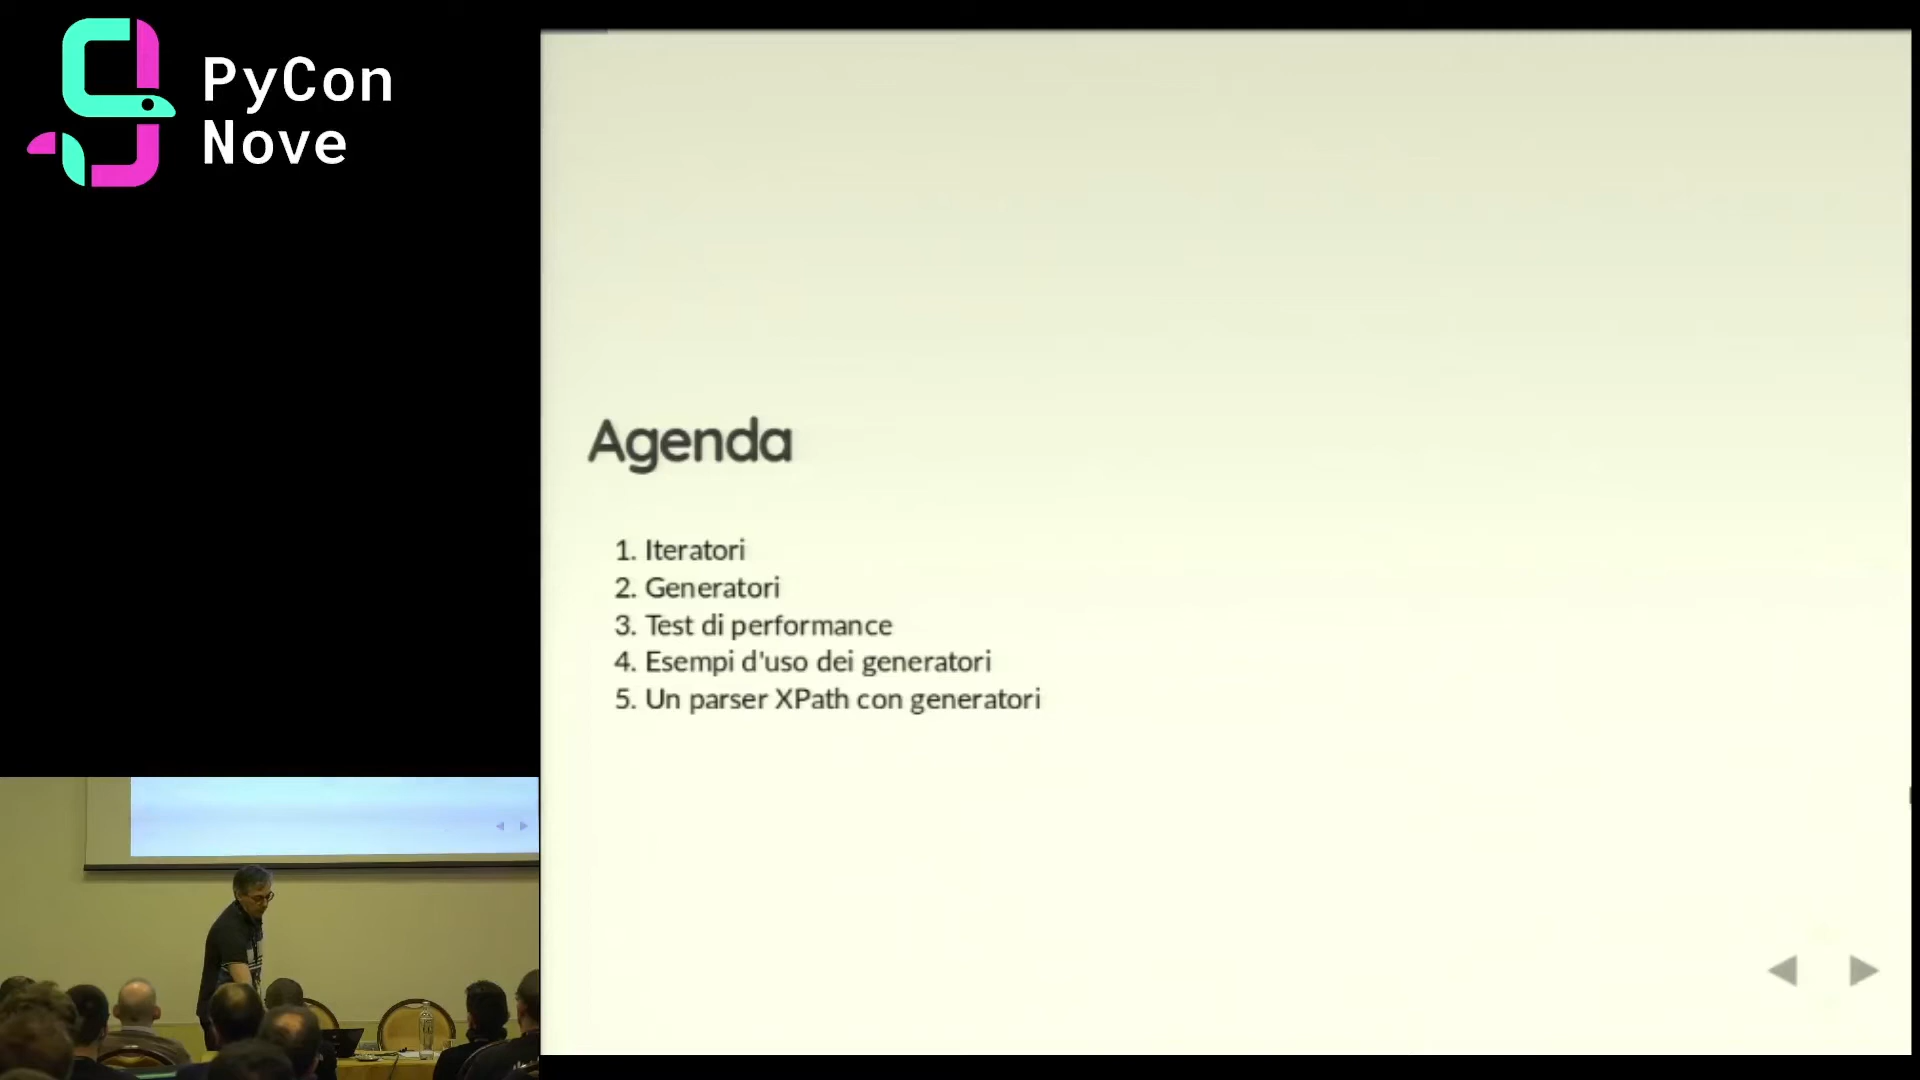 PyCon
Nove
Agenda
1. Iteratori
2. Generatori
3. Test di performance
4. Esempi d'uso dei generatori
5. Un parser XPath con generatori